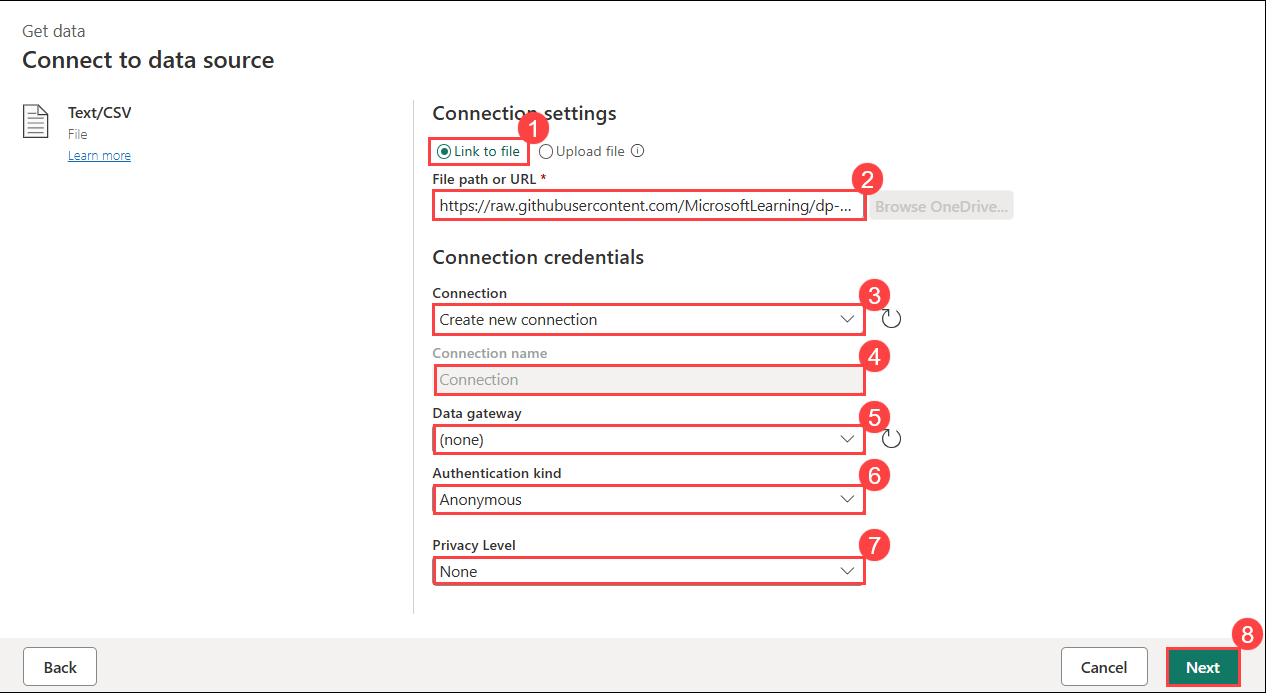 Get data
Connect to data source
Text/CSV
File
Learn more
Connection settings
1
Link to file
Upload file
File path or URL *
2
https://raw.githubusercontent.com/MicrosoftLearning/dp-...
Browse OneDrive...
Connection credentials
Connection
3
Create new connection
Connection name
4
Connection
Data gateway
5
(none)
Authentication kind
6
Anonymous
Privacy Level
7
None
8
Back
Cancel
Next